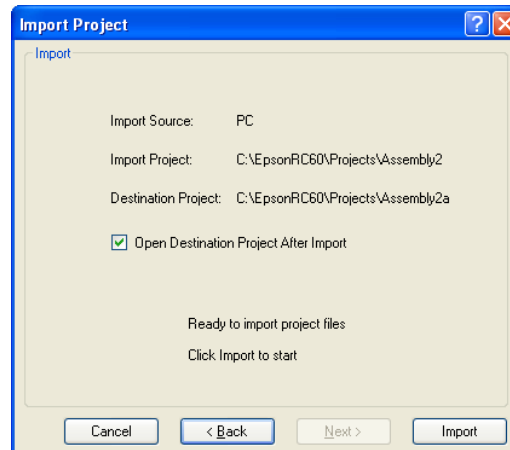 Import Project
Import
Import Source: PC
Import Project: C:\EpsonRC60\Projects\Assembly2
Destination Project: C:\EpsonRC60\Projects\Assembly2a
Open Destination Project After Import
Ready to import project files
Click Import to start
Cancel < Back Next > Import